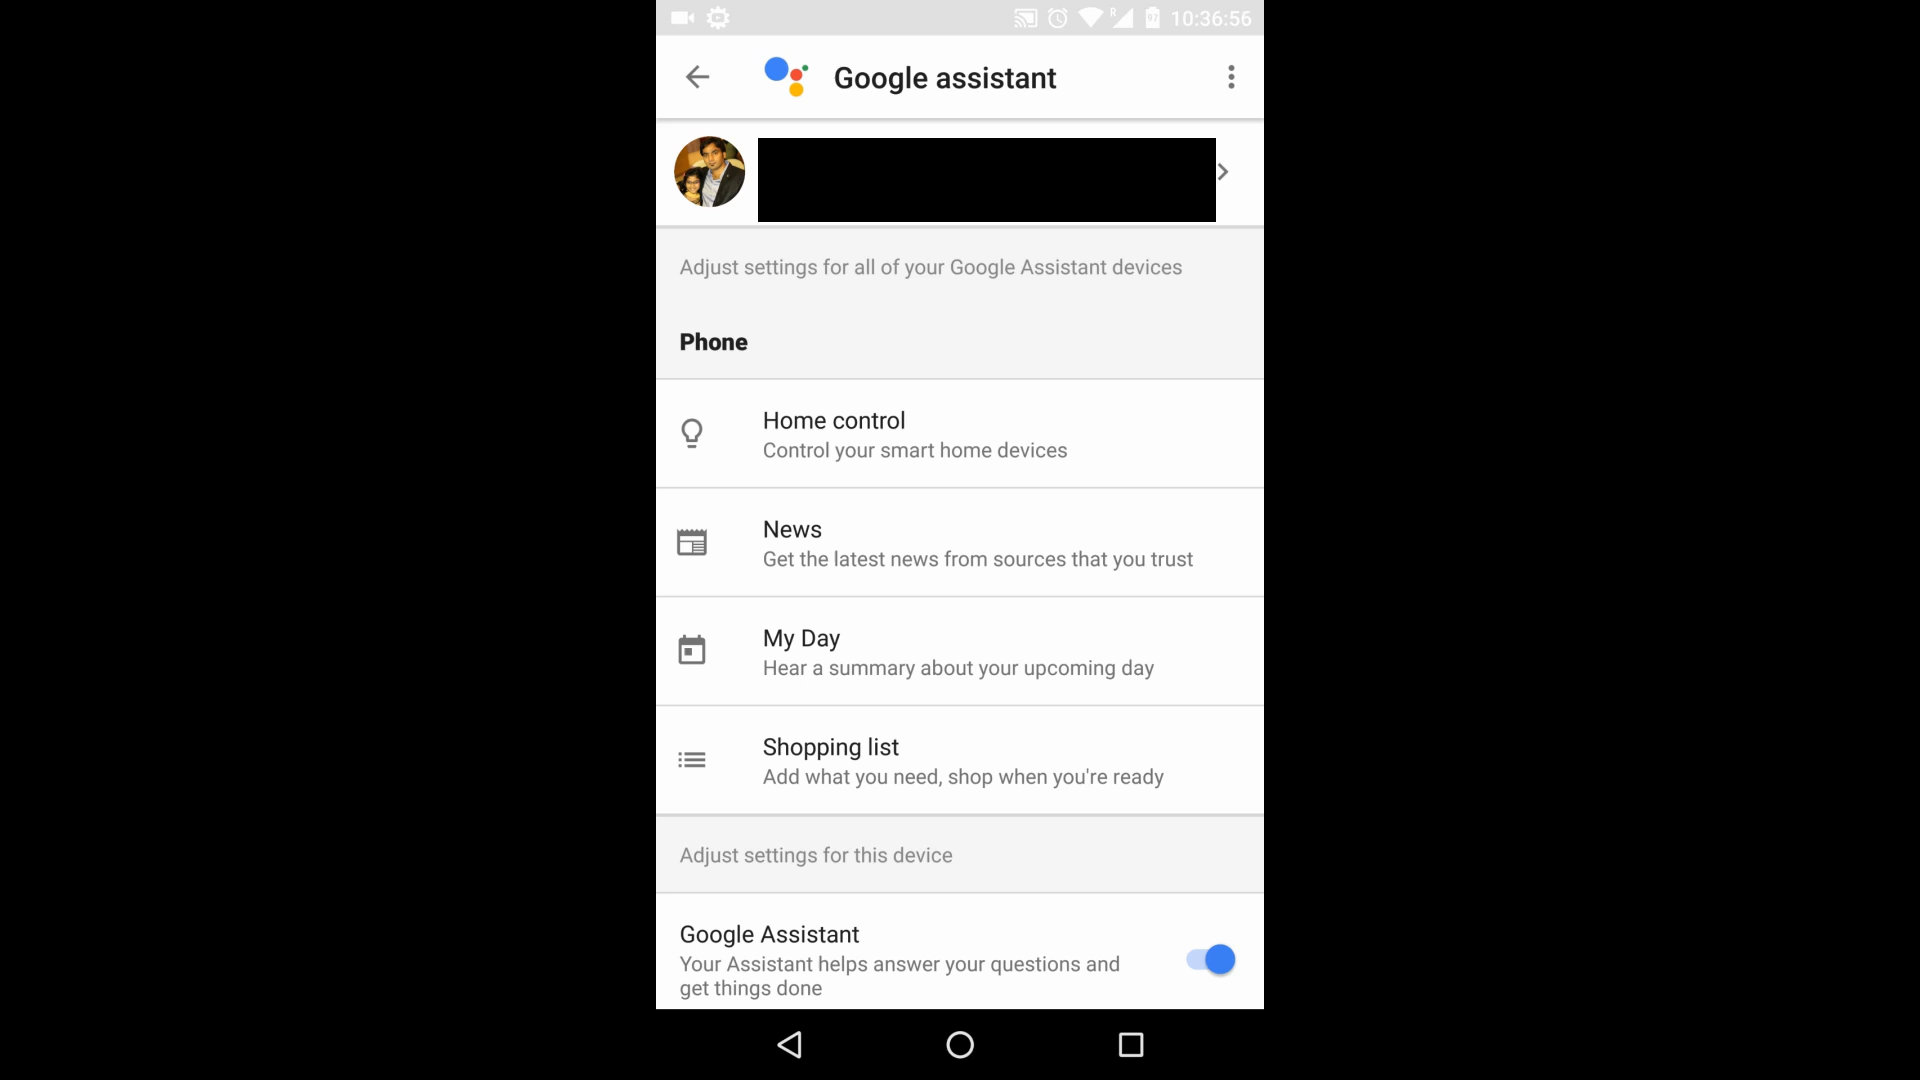 R 97 10:36:56
Google assistant
Adjust settings for all of your Google Assistant devices
Phone
Home control
Control your smart home devices
News
Get the latest news from sources that you trust
My Day
Hear a summary about your upcoming day
Shopping list
Add what you need, shop when you're ready
Adjust settings for this device
Google Assistant
Your Assistant helps answer your questions and
get things done